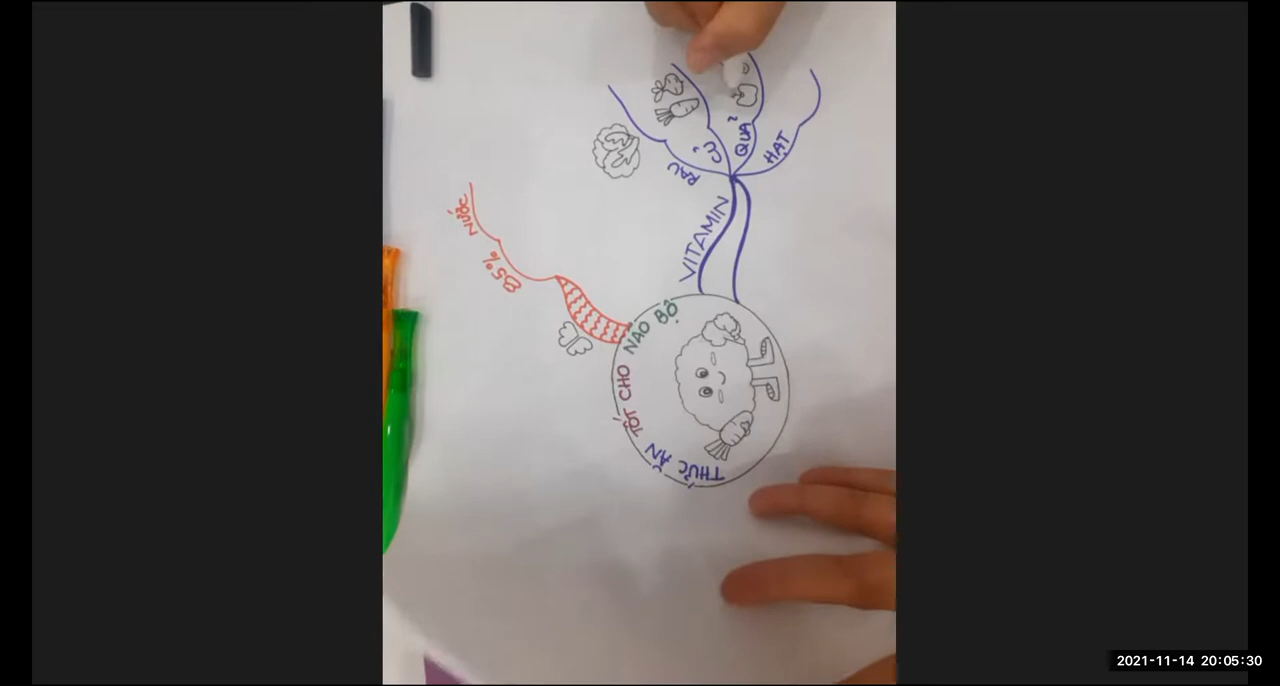 THỨC ĂN TỐT CHO NÃO BỘ
85% NƯỚC
VITAMIN
RAU
CỦ
QUẢ
HẠT
2021-11-14 20:05:30